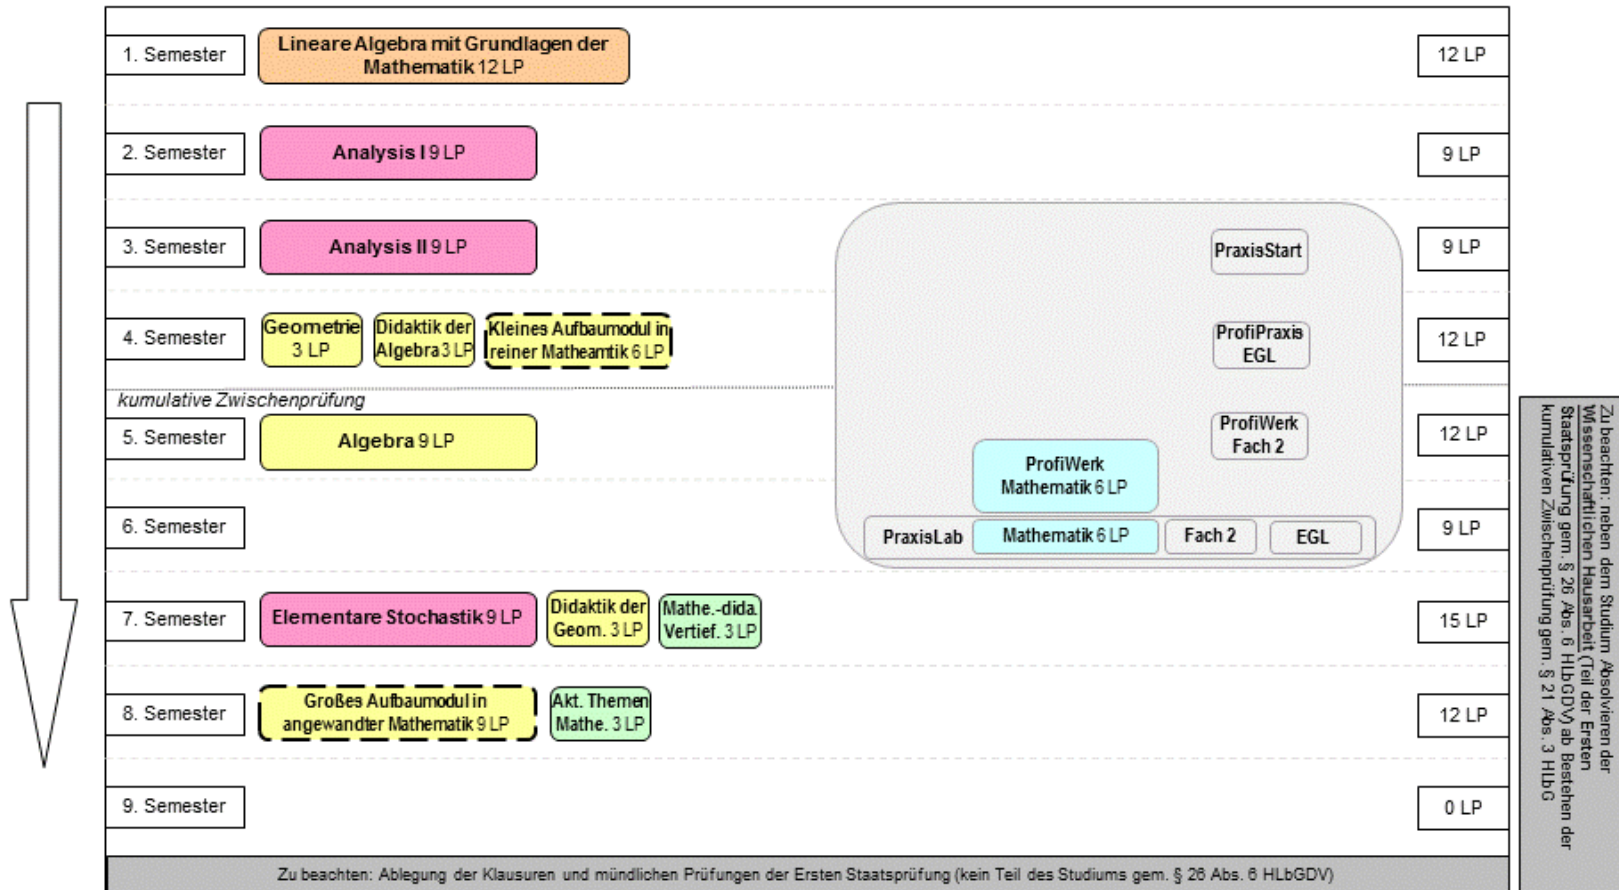 1. Semester
Lineare Algebra mit Grundlagen der
Mathematik 12 LP
12 LP
2. Semester
Analysis I 9 LP
9 LP
3. Semester
Analysis II 9 LP
PraxisStart
9 LP
4. Semester
Geometrie
3 LP
Didaktik der
Algebra 3 LP
Kleines Aufbaumodul in
reiner Matheamtik 6 LP
ProfiPraxis
EGL
12 LP
kumulative Zwischenprüfung
5. Semester
Algebra 9 LP
ProfiWerk
Mathematik 6 LP
ProfiWerk
Fach 2
12 LP
6. Semester
PraxisLab
Mathematik 6 LP
Fach 2
EGL
9 LP
7. Semester
Elementare Stochastik 9 LP
Didaktik der
Geom. 3 LP
Mathe.-dida.
Vertief. 3 LP
15 LP
8. Semester
Großes Aufbaumodul in
angewandter Mathematik 9 LP
Akt. Themen
Mathe. 3 LP
12 LP
9. Semester
0 LP
Zu beachten: Ablegung der Klausuren und mündlichen Prüfungen der Ersten Staatsprüfung (kein Teil des Studiums gem. § 26 Abs. 6 HLbGDV)
Zu beachten: neben dem Studium Absolvieren der
Wissenschaftlichen Hausarbeit (Teil der Ersten
Staatsprüfung gem. § 26 Abs. 6 HLbGDV) ab Bestehen der
kumulativen Zwischenprüfung gem. § 21 Abs. 3 HLbG